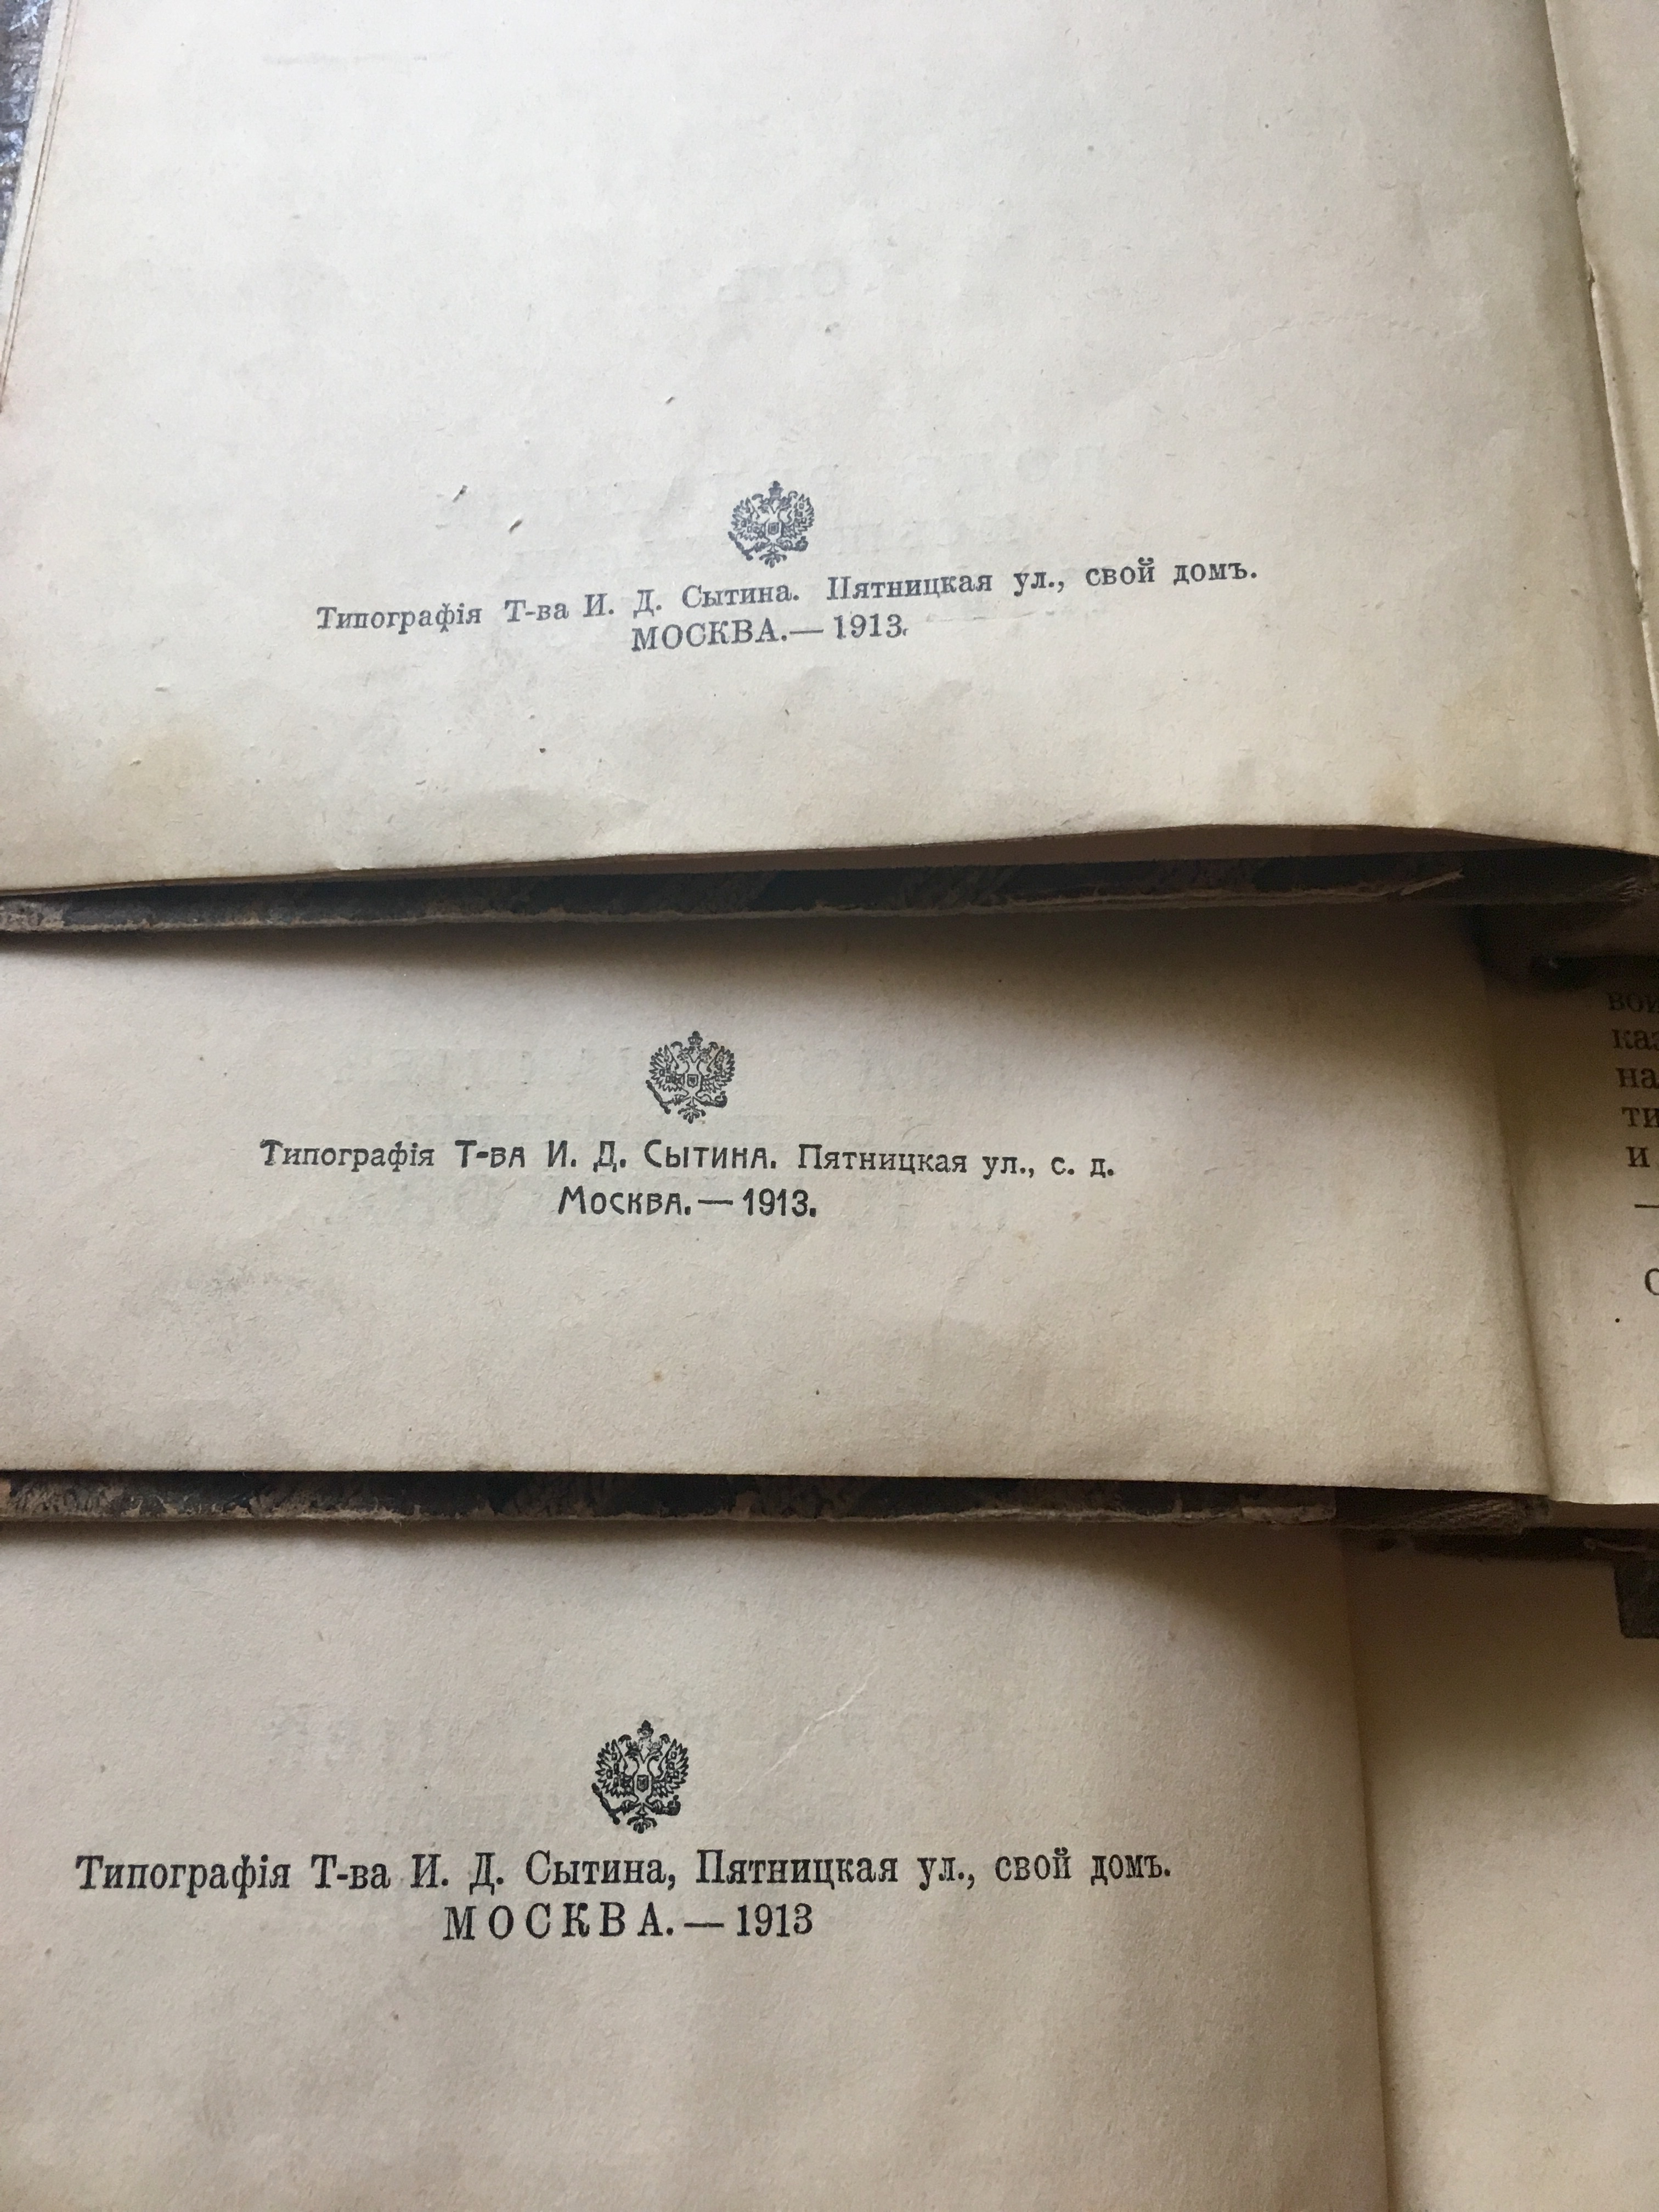 Типографія Т-ва И. Д. Сытина. Пятницкая ул., свой домъ.
МОСКВА.— 1913.
Типографія Т-ва И. Д. Сытина. Пятницкая ул., с. д.
Москва.— 1913.
Типографія Т-ва И. Д. Сытина, Пятницкая ул., свой домъ.
МОСКВА.— 1913